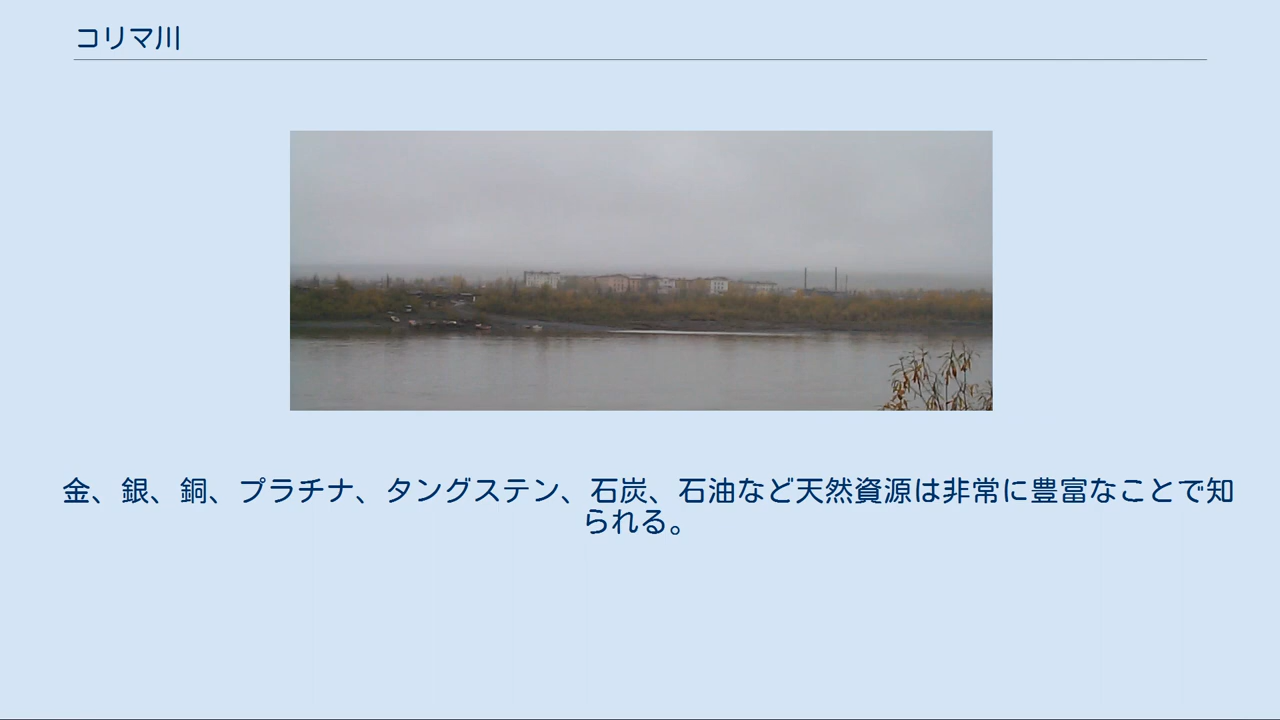 コリマ川
金、銀、銅、プラチナ、タングステン、石炭、石油など天然資源は非常に豊富なことで知
られる。